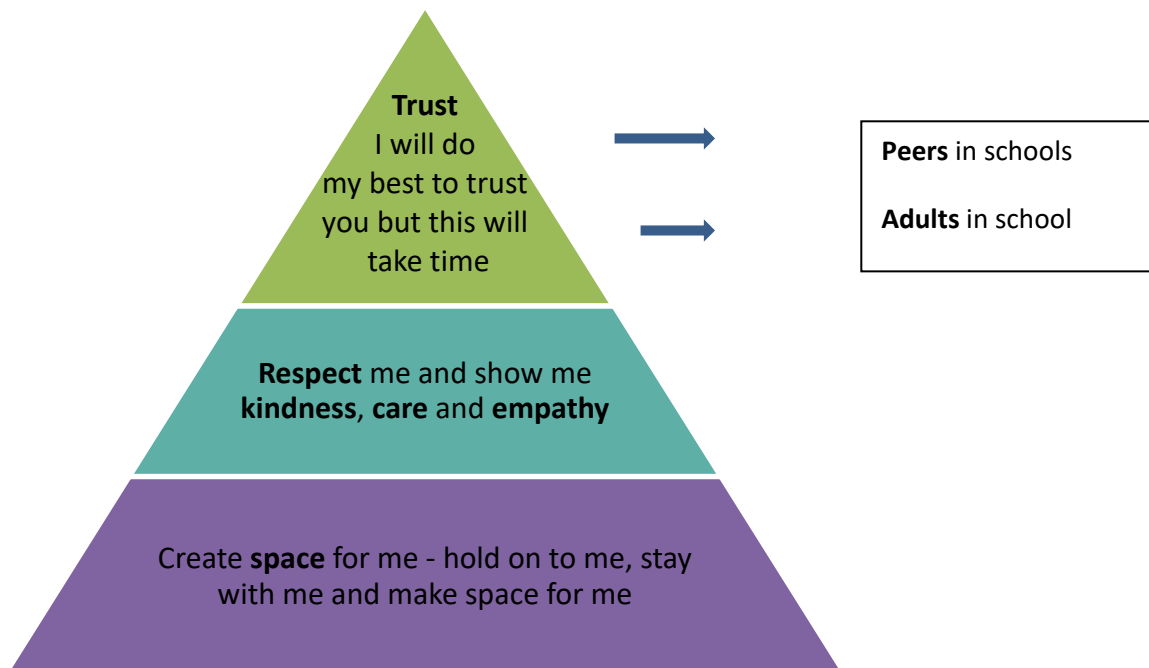 Trust
I will do
my best to trust
you but this will
take time
Peers in schools
Adults in school
Respect me and show me
kindness, care and empathy
Create space for me - hold on to me, stay
with me and make space for me